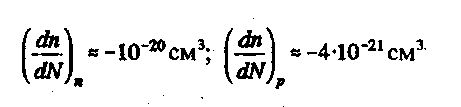 (dn/dN)ₙ ≈ -10⁻²⁰ см³; (dn/dN)ₚ ≈ -4·10⁻²¹ см³.